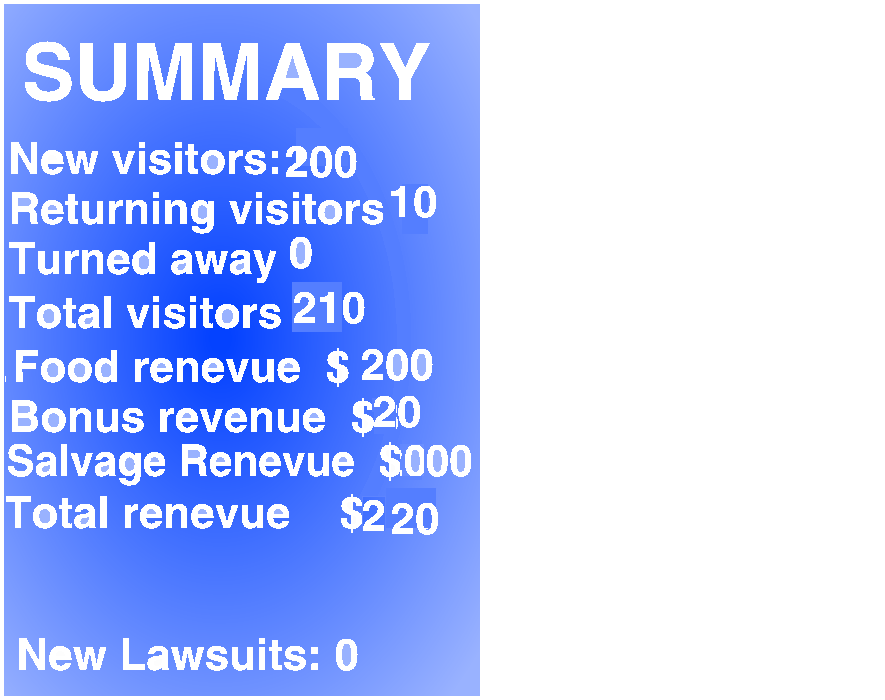 SUMMARY
New visitors: 200
Returning visitors 10
Turned away 0
Total visitors 210
Food renevue $ 200
Bonus revenue $20
Salvage Renevue $000
Total renevue $220
New Lawsuits: 0